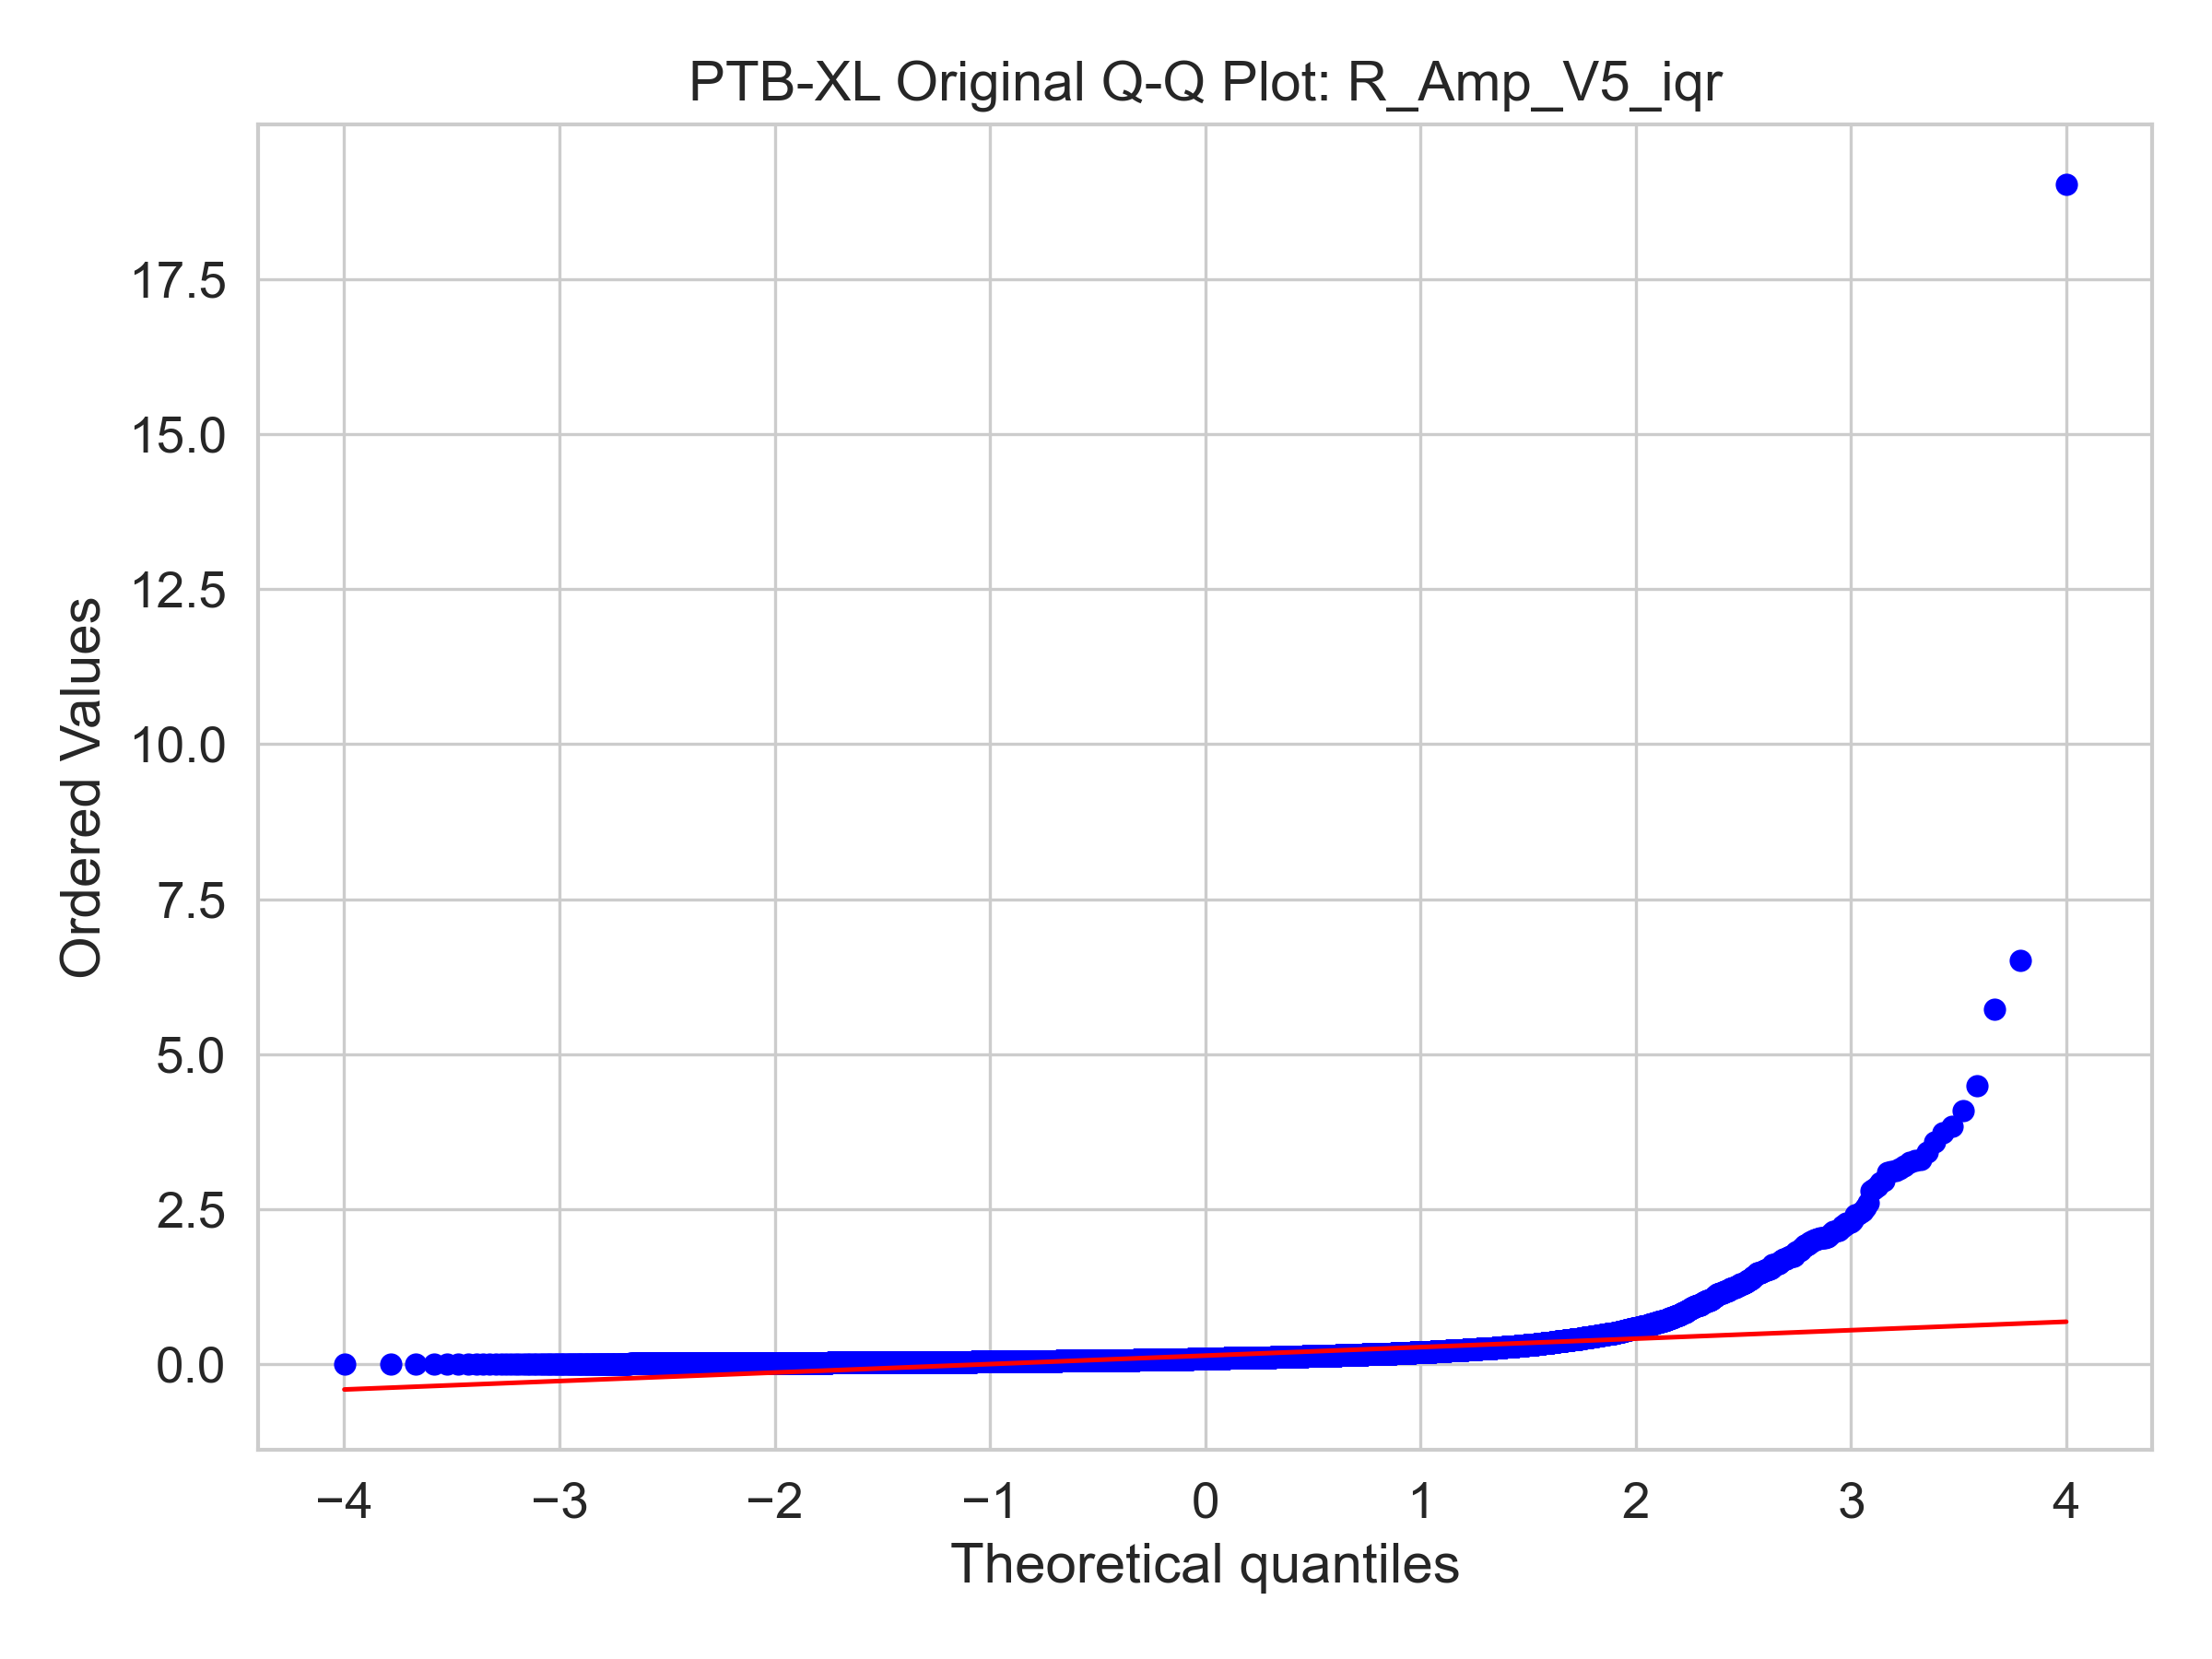 PTB-XL Original Q-Q Plot: R_Amp_V5_iqr
17.5
15.0
12.5
10.0
7.5
5.0
2.5
0.0
Ordered Values
−4 −3 −2 −1 0 1 2 3 4
Theoretical quantiles